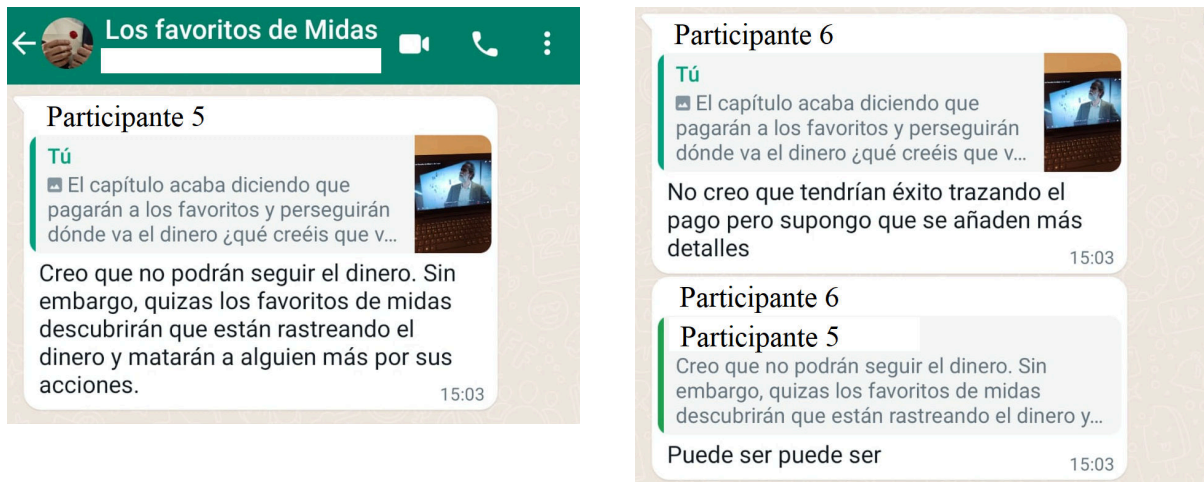 Los favoritos de Midas
Participante 5
Tú
El capítulo acaba diciendo que
pagarán a los favoritos y perseguirán
dónde va el dinero ¿qué creéis que v...
Creo que no podrán seguir el dinero. Sin
embargo, quizas los favoritos de midas
descubrirán que están rastreando el
dinero y matarán a alguien más por sus
acciones.
15:03
Participante 6
Tú
El capítulo acaba diciendo que
pagarán a los favoritos y perseguirán
dónde va el dinero ¿qué creéis que v...
No creo que tendrían éxito trazando el
pago pero supongo que se añaden más
detalles
15:03
Participante 6
Participante 5
Creo que no podrán seguir el dinero. Sin
embargo, quizas los favoritos de midas
descubrirán que están rastreando el dinero y...
Puede ser puede ser
15:03